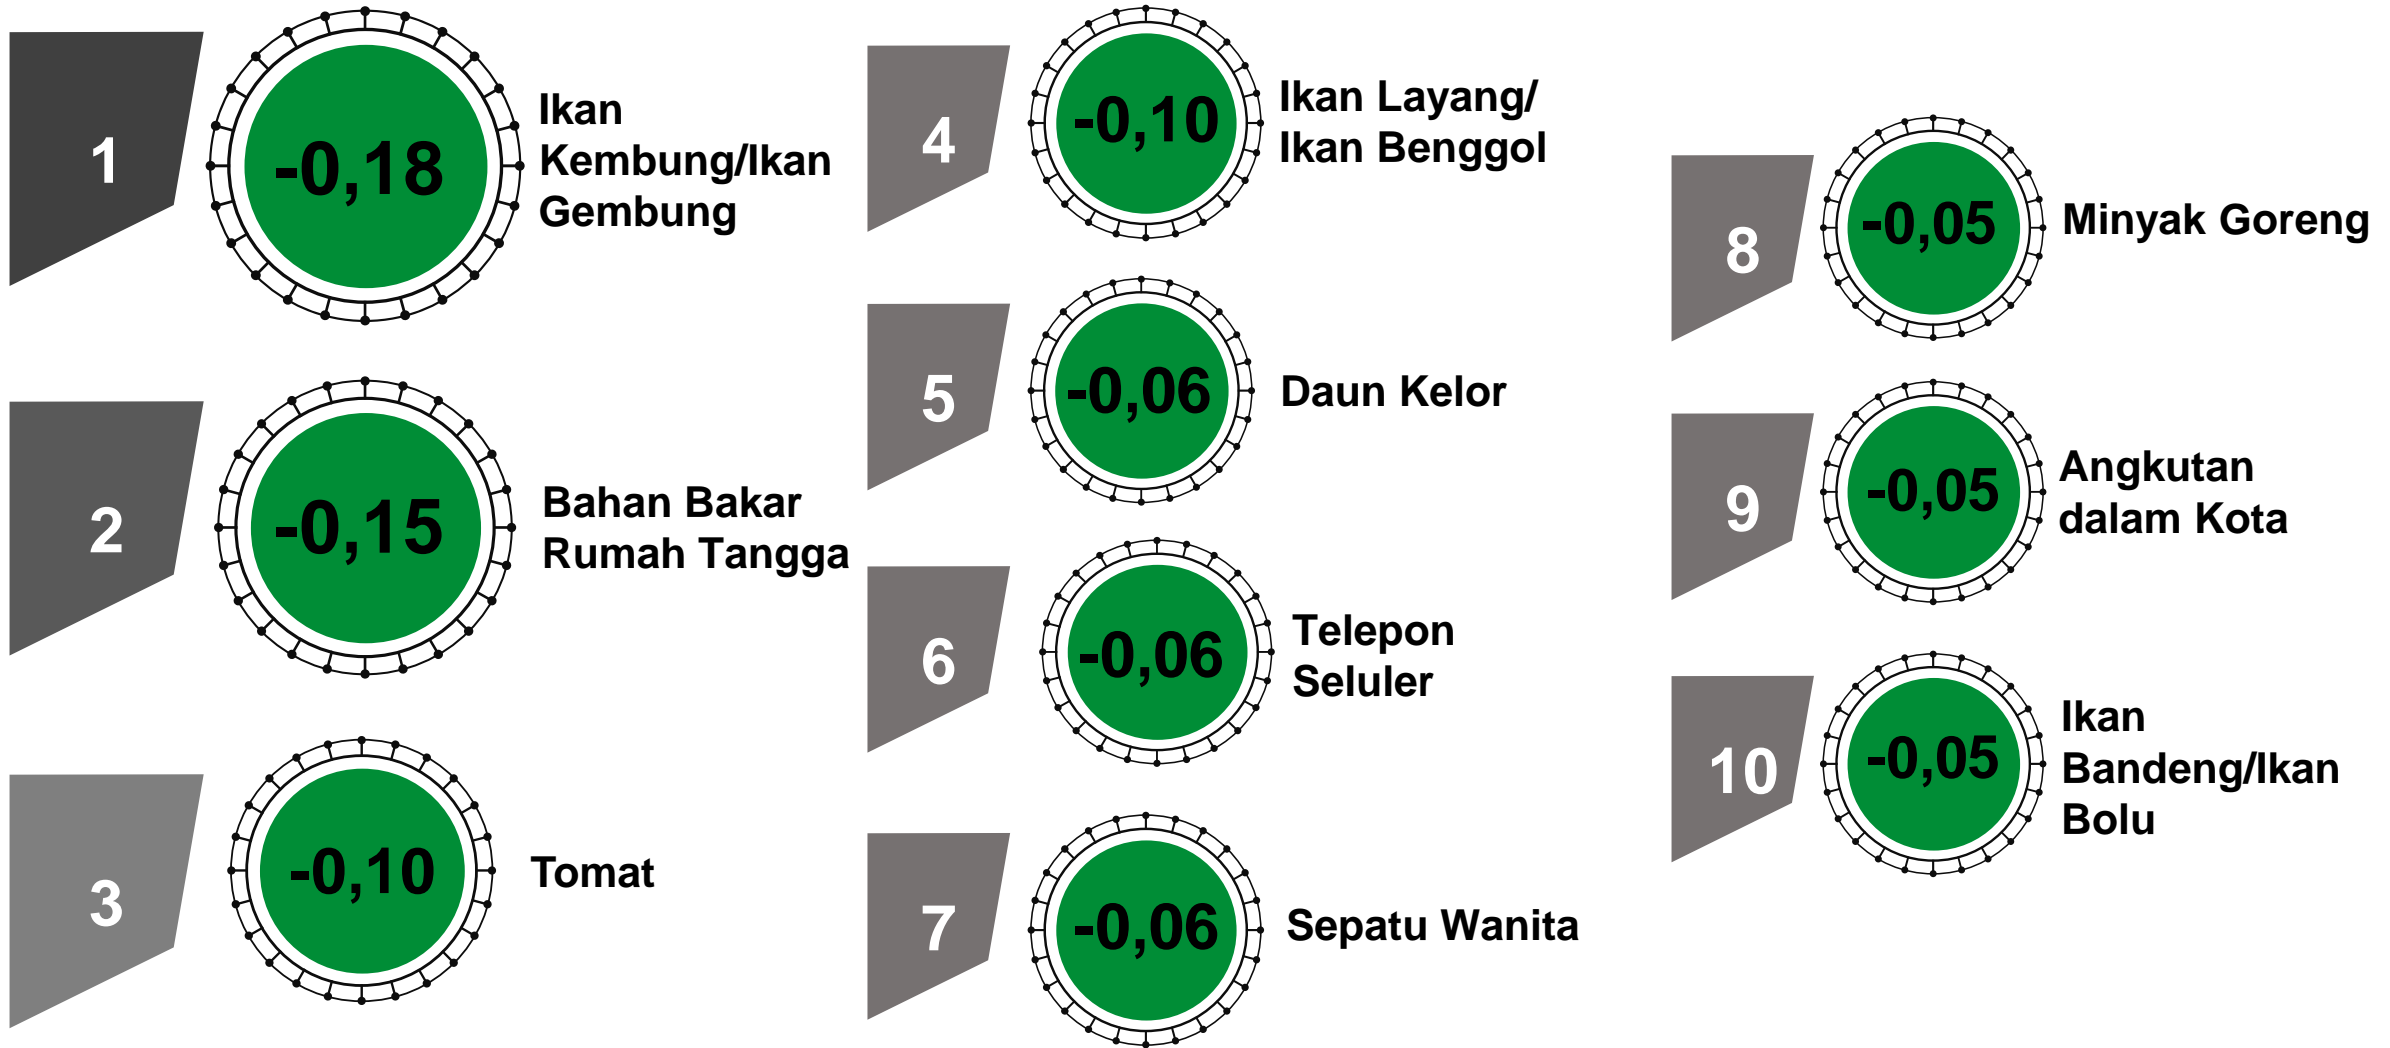 1
-0,18
Ikan
Kembung/Ikan
Gembung
2
-0,15
Bahan Bakar
Rumah Tangga
3
-0,10
Tomat
4
-0,10
Ikan Layang/
Ikan Benggol
5
-0,06
Daun Kelor
6
-0,06
Telepon
Seluler
7
-0,06
Sepatu Wanita
8
-0,05
Minyak Goreng
9
-0,05
Angkutan
dalam Kota
10
-0,05
Ikan
Bandeng/Ikan
Bolu